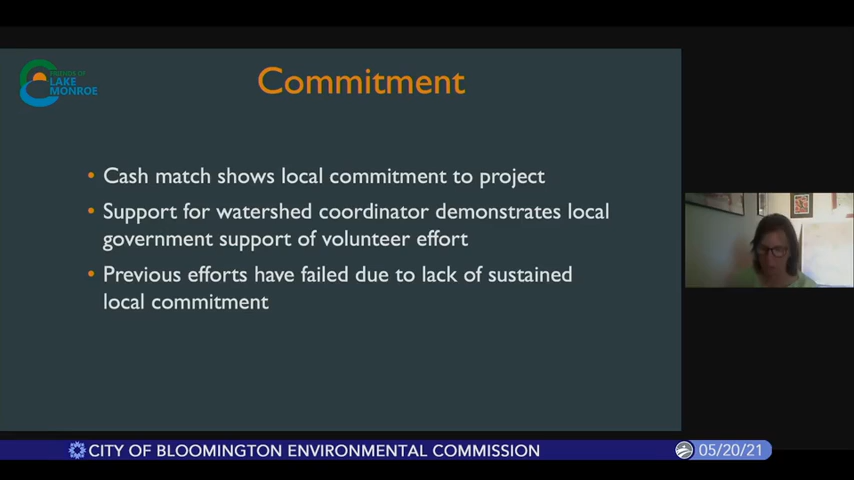 FRIENDS OF
LAKE
MONROE
Commitment
• Cash match shows local commitment to project
• Support for watershed coordinator demonstrates local
government support of volunteer effort
• Previous efforts have failed due to lack of sustained
local commitment
CITY OF BLOOMINGTON ENVIRONMENTAL COMMISSION
05/20/21